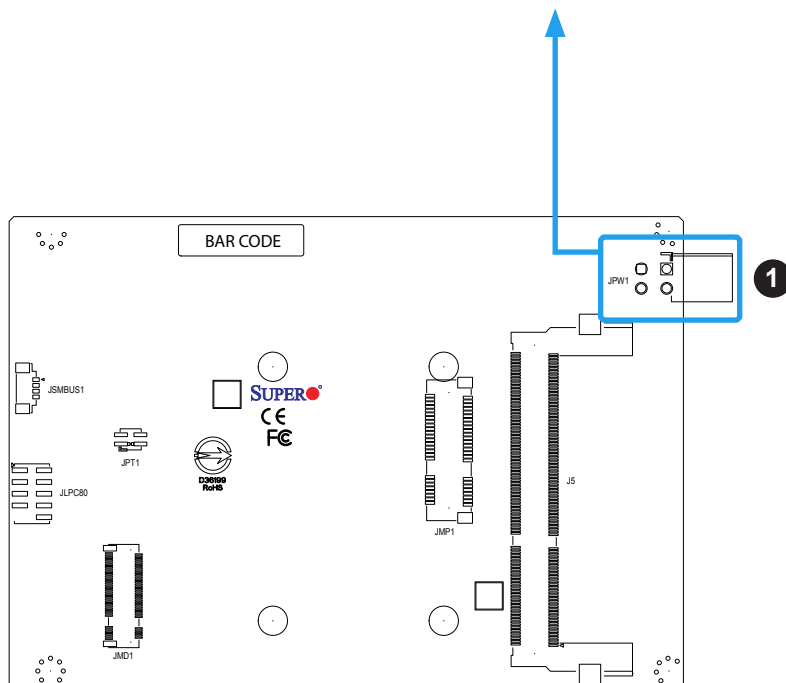 BAR CODE
JPW1
1
JSMBUS1
SUPER
CE
FC
JPT1
D36199
RoHS
JLPC80
J5
JMP1
JMD1